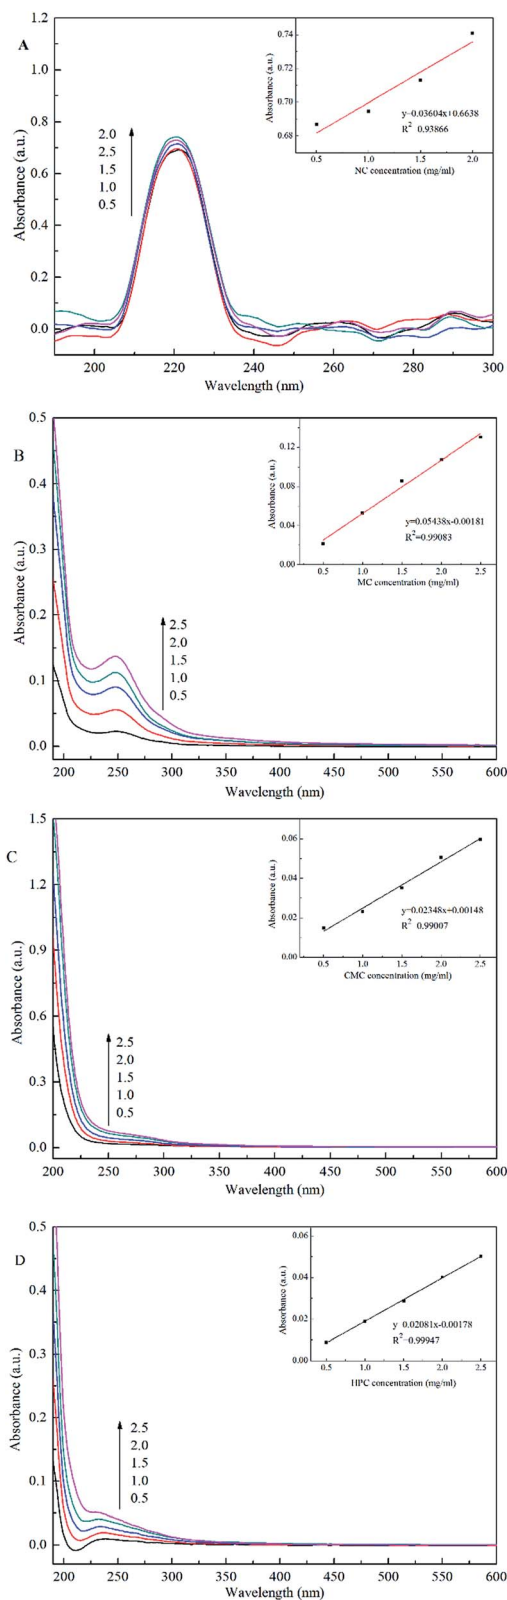 A
1.2
1.0
0.8
0.6
0.4
0.2
0.0
Absorbance (a.u.)
2.0
2.5
1.5
1.0
0.5
200 220 240 260 280 300
Wavelength (nm)
0.74
0.70
0.68
Absorbance (a.u.)
y=0.03604x+0.6638
R2 0.93866
0.5 1.0 1.5 2.0
NC concentration (mg/ml)
B
0.5
0.4
0.3
0.2
0.1
0.0
Absorbance (a.u.)
2.5
2.0
1.5
1.0
0.5
200 250 300 350 400 450 500 550 600
Wavelength (nm)
0.12
0.08
0.04
0.00
Absorbance (a.u.)
y=0.05438x-0.00181
R2=0.99083
0.5 1.0 1.5 2.0 2.5
MC concentration (mg/ml)
C
1.5
1.2
0.9
0.6
0.3
0.0
Absorbance (a.u.)
2.5
2.0
1.5
1.0
0.5
200 250 300 350 400 450 500 550 600
Wavelength (nm)
0.06
0.04
0.02
0.00
Absorbance (a.u.)
y=0.02348x+0.00148
R2 0.99007
0.5 1.0 1.5 2.0 2.5
CMC concentration (mg/ml)
D
0.5
0.4
0.3
0.2
0.1
0.0
Absorbance (a.u.)
2.5
2.0
1.5
1.0
0.5
200 250 300 350 400 450 500 550 600
Wavelength (nm)
0.06
0.04
0.02
0.00
Absorbance (a.u.)
y 0.02081x-0.00178
R2=0.99947
0.5 1.0 1.5 2.0 2.5
HPC concentration (mg/ml)